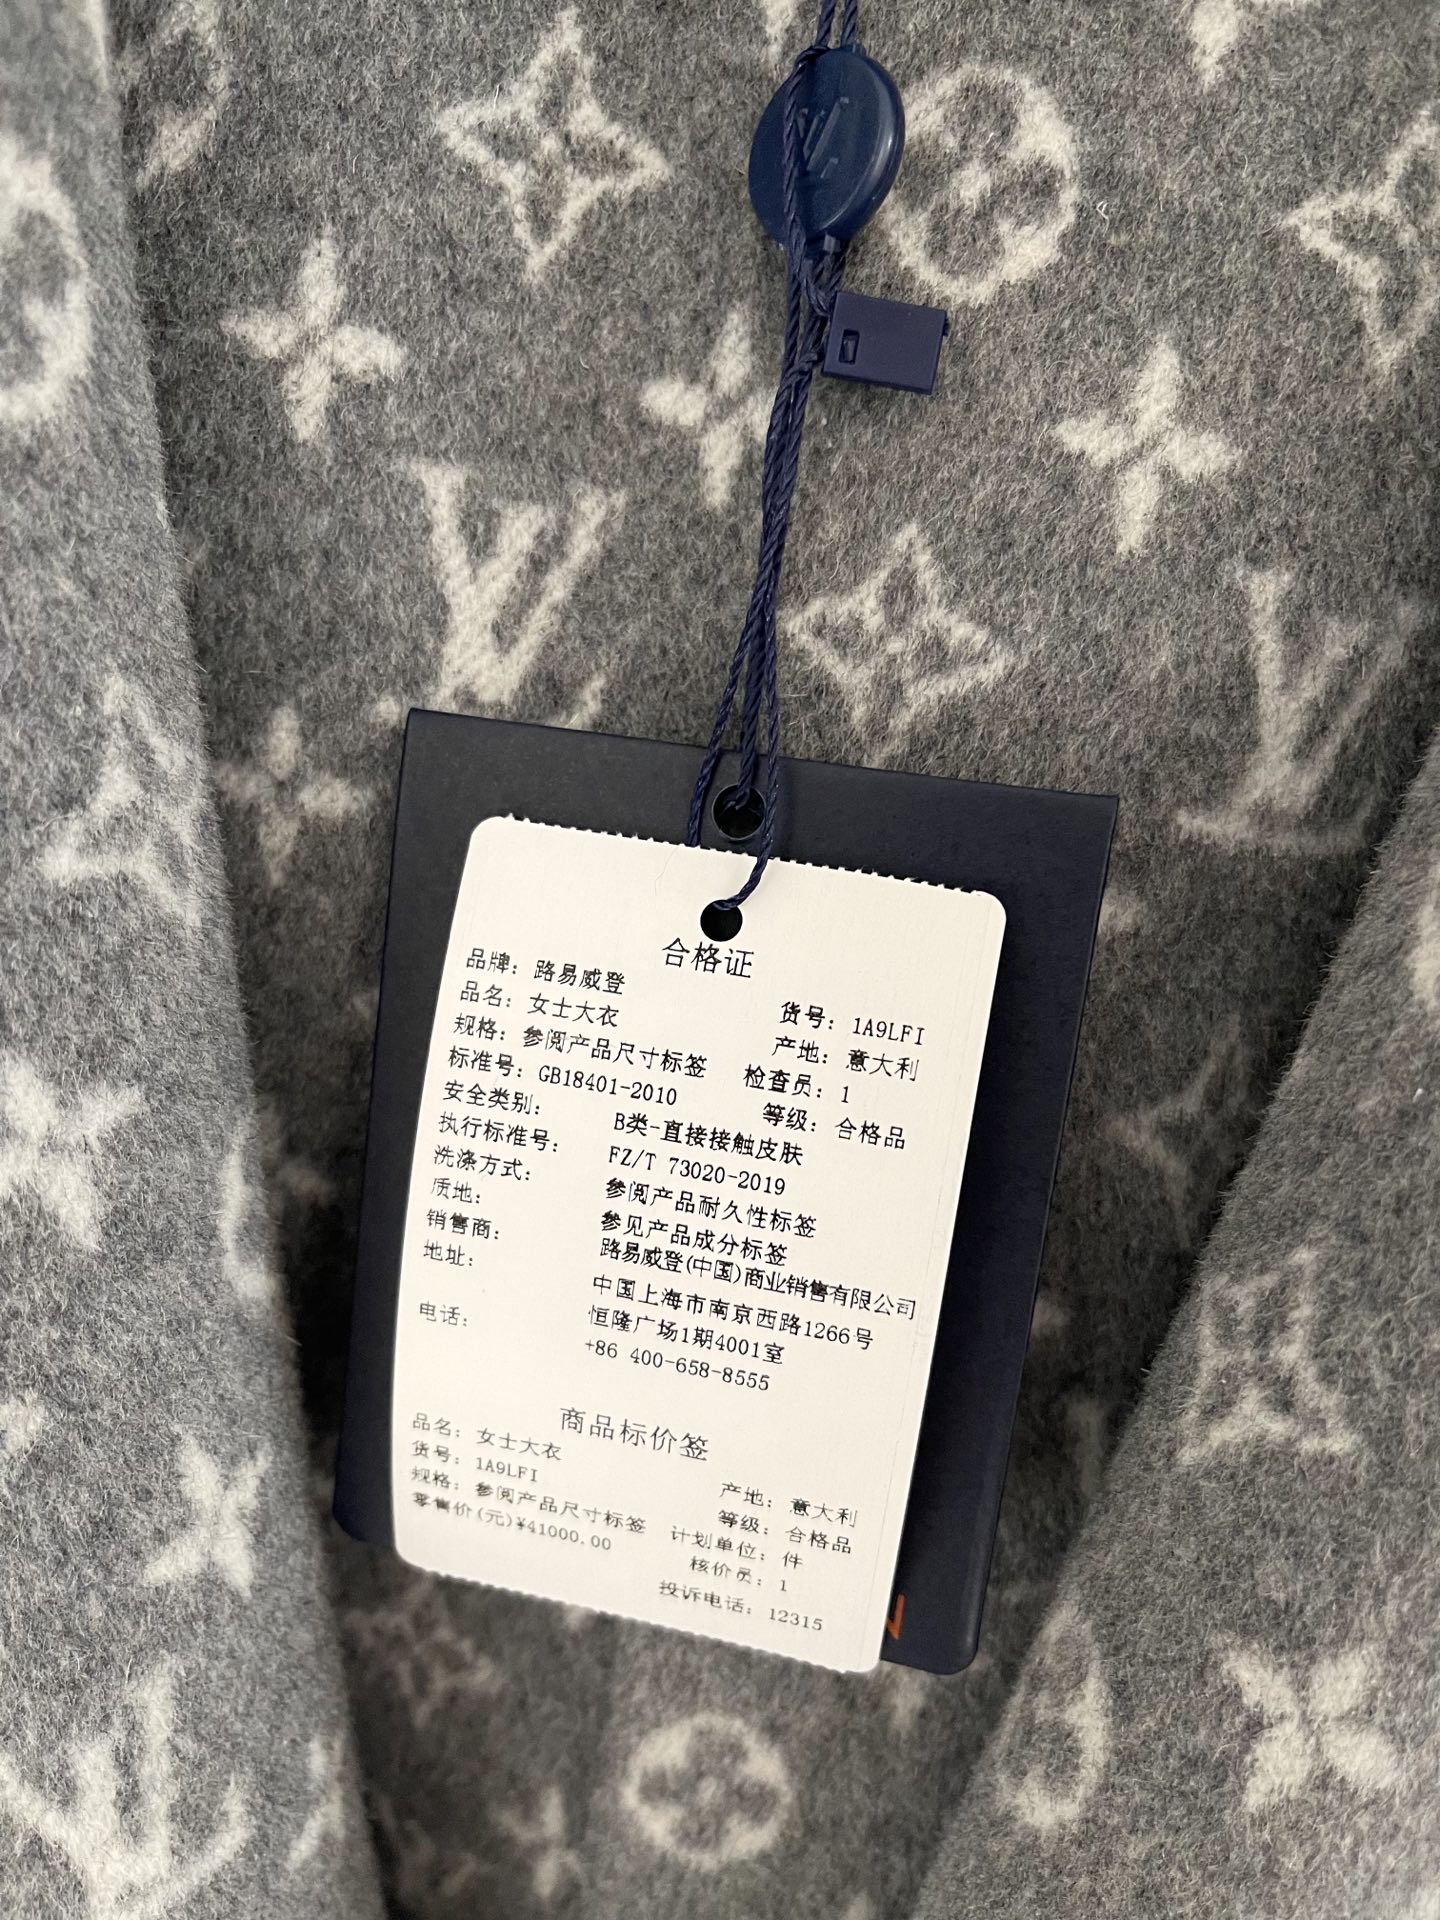 合格证
品牌: 路易威登
货号: 1A9LFI
品名: 女士大衣
产地: 意大利
规格: 参阅产品尺寸标签
检查员: 1
标准号: GB18401-2010
等级: 合格品
安全类别: B类-直接接触皮肤
执行标准号: FZ/T 73020-2019
洗涤方式: 参阅产品耐久性标签
质地: 参见产品成分标签
销售商: 路易威登(中国)商业销售有限公司
地址: 中国上海市南京西路1266号
恒隆广场1期4001室
电话: +86 400-658-8555
商品标价签
品名: 女士大衣
产地: 意大利
货号: 1A9LFI
等级: 合格品
规格: 参阅产品尺寸标签
计划单位: 件
零售价(元)¥41000.00
核价员: 1
投诉电话: 12315